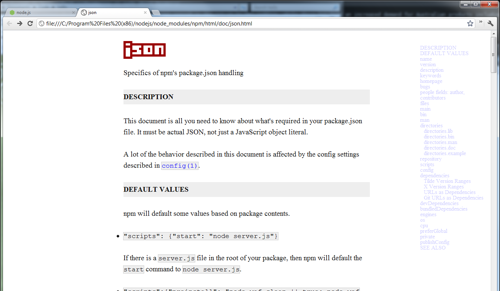 node.js
json
file:///C:/Program%20Files%20(x86)/nodejs/node_modules/npm/html/doc/json.html
json
Specifics of npm's package.json handling
DESCRIPTION
This document is all you need to know about what's required in your package.json
file. It must be actual JSON, not just a JavaScript object literal.
A lot of the behavior described in this document is affected by the config settings
described in config(1).
DEFAULT VALUES
npm will default some values based on package contents.
"scripts": {"start": "node server.js"}
If there is a server.js file in the root of your package, then npm will default the
start command to node server.js.
DESCRIPTION
DEFAULT VALUES
name
version
description
keywords
homepage
bugs
people fields: author,
contributors
files
main
bin
man
directories
directories.lib
directories.bin
directories.man
directories.doc
directories.example
repository
scripts
config
dependencies
Tilde Version Ranges
X Version Ranges
URLs as Dependencies
Git URLs as Dependencies
devDependencies
bundledDependencies
engines
os
cpu
preferGlobal
private
publishConfig
SEE ALSO